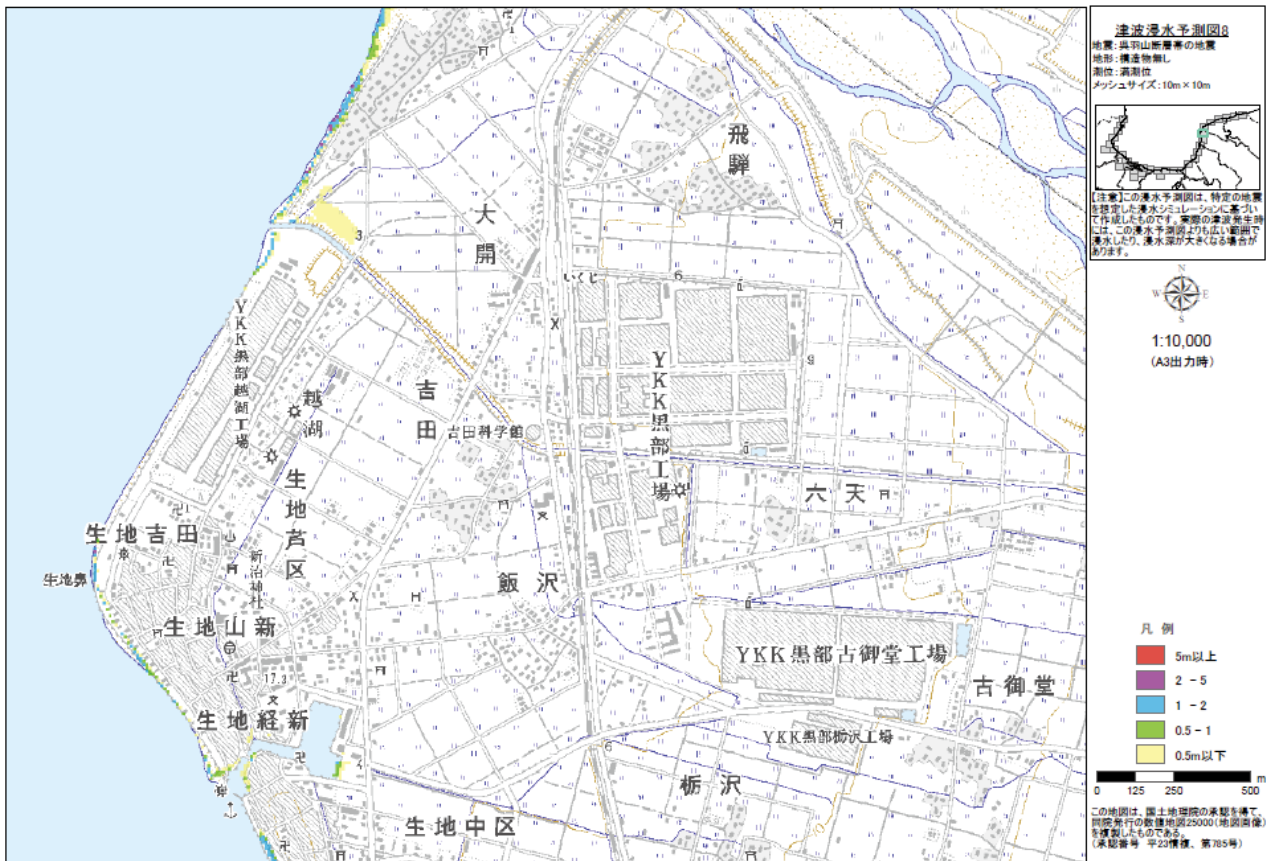 津波浸水予測図8
地震:呉羽山断層帯の地震
地形:構造物無し
潮位:満潮位
メッシュサイズ:10m×10m
【注意】この浸水予測図は、特定の地震
を想定した浸水シミュレーションに基づい
て作成したものです。実際の津波発生時
には、この浸水予測図よりも広い範囲で
浸水したり、浸水深が大きくなる場合が
あります。
N
W E
S
1:10,000
(A3出力時)
飛騨
大開
3
いくじ
6
YKK黒部越湖工場
YKK黒部工場
9
越湖
吉田
吉田科学館
生地芦区
六天
生地吉田
生地鼻
新治神社
飯沢
生地山新
YKK黒部古御堂工場
17.3
古御堂
生地経新
YKK黒部栃沢工場
6
4
栃沢
生地中区
凡例
5m以上
2 - 5
1 - 2
0.5 - 1
0.5m以下
0 125 250 500 m
この地図は、国土地理院の承認を得て、
同院発行の数値地図25000(地図画像)
を複製したものである。
(承認番号 平23情複、第785号)